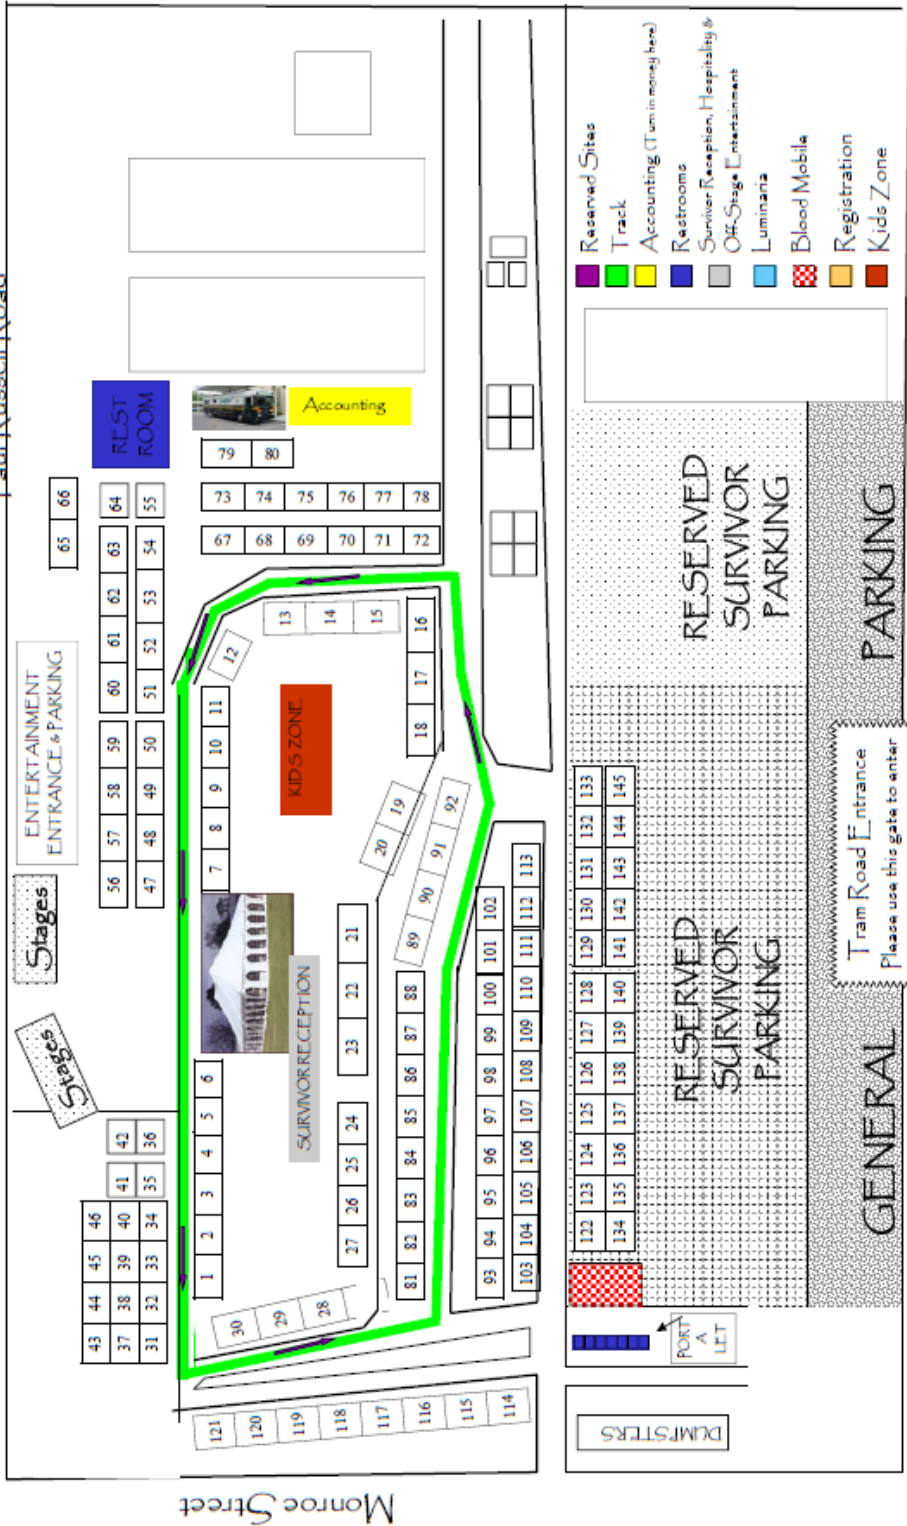 Stages
Stages
ENTERTAINMENT
ENTRANCE & PARKING
65 66
43 44 45 46
37 38 39 40 41 42
31 32 33 34 35 36
56 57 58 59 60 61 62 63 64
47 48 49 50 51 52 53 54 55
REST
ROOM
Monroe Street
121
120
119
118
117
116
115
114
1 2 3 4 5 6
7 8 9 10 11
12
30
29
28
SURVIVOR RECEPTION
KIDS ZONE
13
14
15
16
17
18
67
68
69
70
71
72
73
74
75
76
77
78
79
80
Accounting
27 26 25 24 23 22 21
20 19
81 82 83 84 85 86 87 88 89 90 91 92
93 94 95 96 97 98 99 100 101 102
103 104 105 106 107 108 109 110 111 112 113
DUMPSTERS
PORT
A
LET
122 123 124 125 126 127 128 129 130 131 132 133
134 135 136 137 138 139 140 141 142 143 144 145
RESERVED
SURVIVOR
PARKING
RESERVED
SURVIVOR
PARKING
GENERAL
PARKING
Tram Road Entrance
Please use this gate to enter
Reserved Sites
Track
Accounting (Turn in money here)
Restrooms
Survivor Reception, Hospitality &
Off-Stage Entertainment
Luminaria
Blood Mobile
Registration
Kids Zone